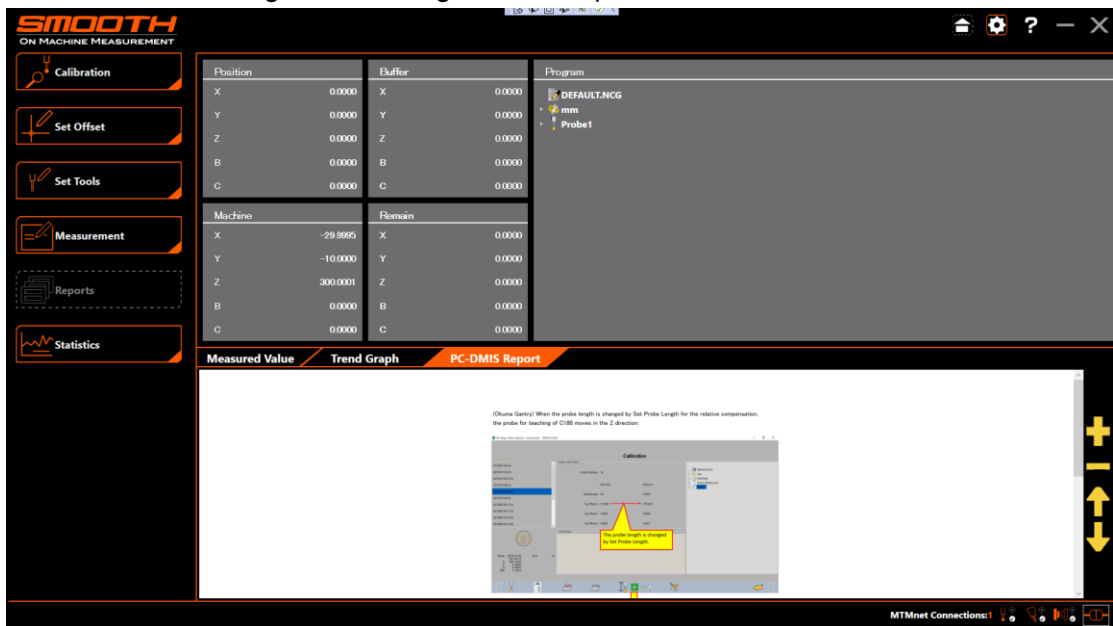 SMOOTH
ON MACHINE MEASUREMENT
?
Calibration
Set Offset
Set Tools
Measurement
Reports
Statistics
Position
X 0.0000
Y 0.0000
Z 0.0000
B 0.0000
C 0.0000
Buffer
X 0.0000
Y 0.0000
Z 0.0000
B 0.0000
C 0.0000
Machine
X -29.9995
Y -10.0000
Z 300.0001
B 0.0000
C 0.0000
Remain
X 0.0000
Y 0.0000
Z 0.0000
B 0.0000
C 0.0000
Program
DEFAULT.NCG
mm
Probe1
Measured Value
Trend Graph
PC-DMIS Report
(Okuma Gantry) When the probe length is changed by Set Probe Length for the relative compensation,
the probe for teaching of G180 moves in the Z direction.
Calibration
The probe length is changed
by Set Probe Length.
MTMnet Connections:1